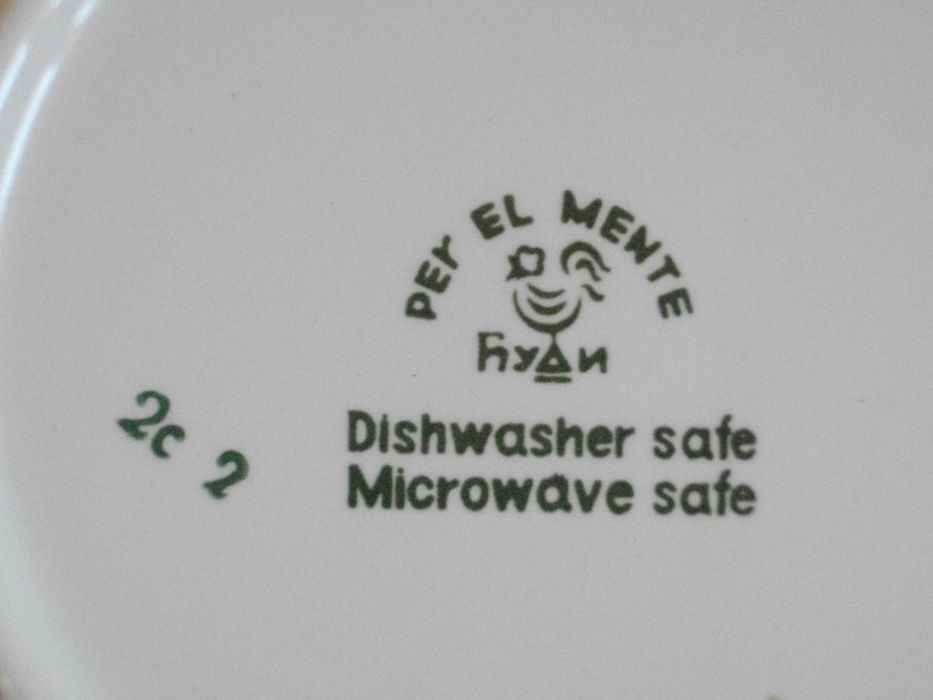 PEr EL MENTE
ҺуДи
Dishwasher safe
Microwave safe
2c 2